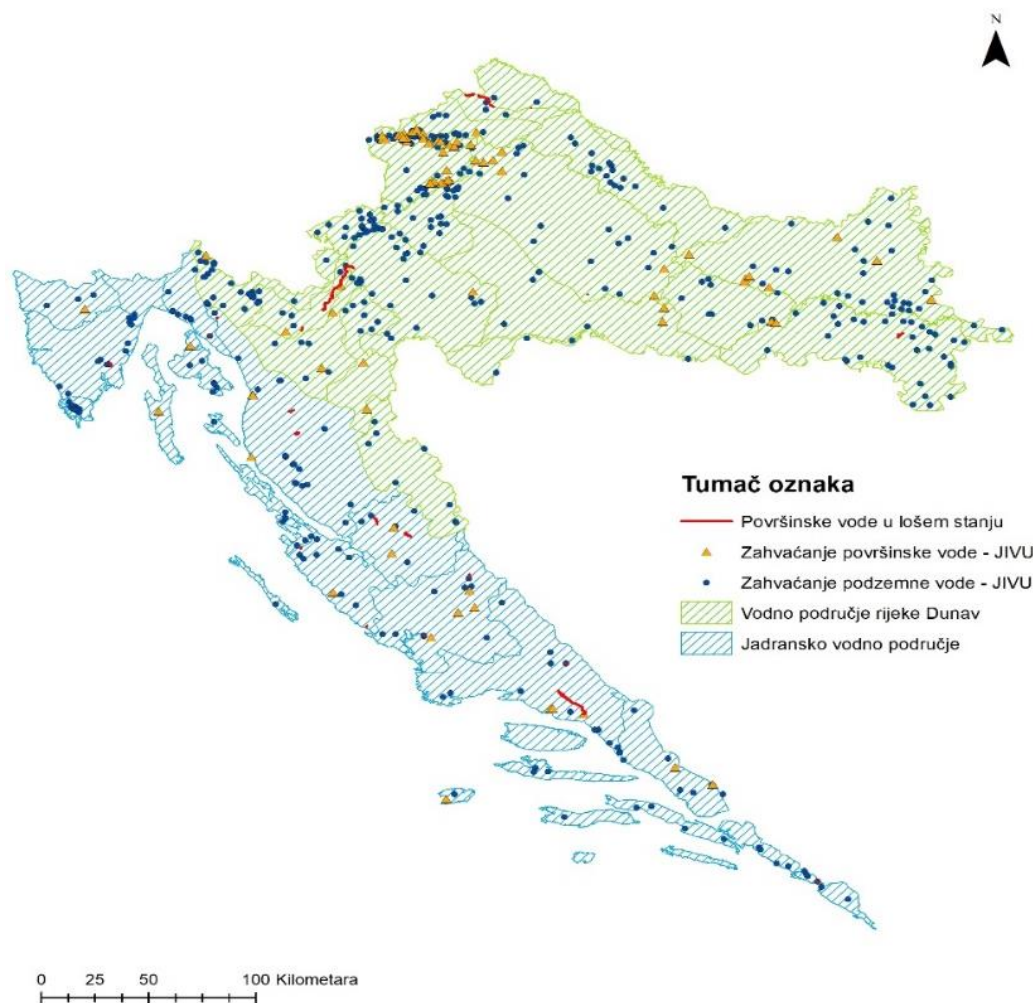 N
Tumač oznaka
Površinske vode u lošem stanju
Zahvaćanje površinske vode - JIVU
Zahvaćanje podzemne vode - JIVU
Vodno područje rijeke Dunav
Jadransko vodno područje
0 25 50 100 Kilometara